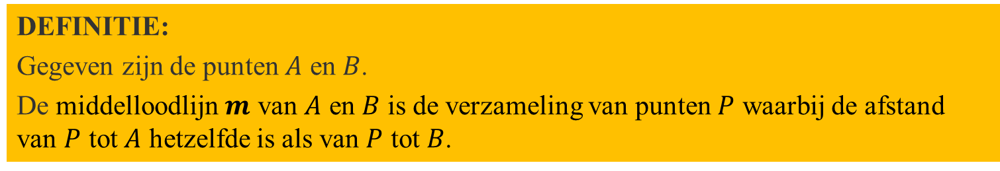 DEFINITIE:
Gegeven zijn de punten A en B.
De middelloodlijn m van A en B is de verzameling van punten P waarbij de afstand
van P tot A hetzelfde is als van P tot B.